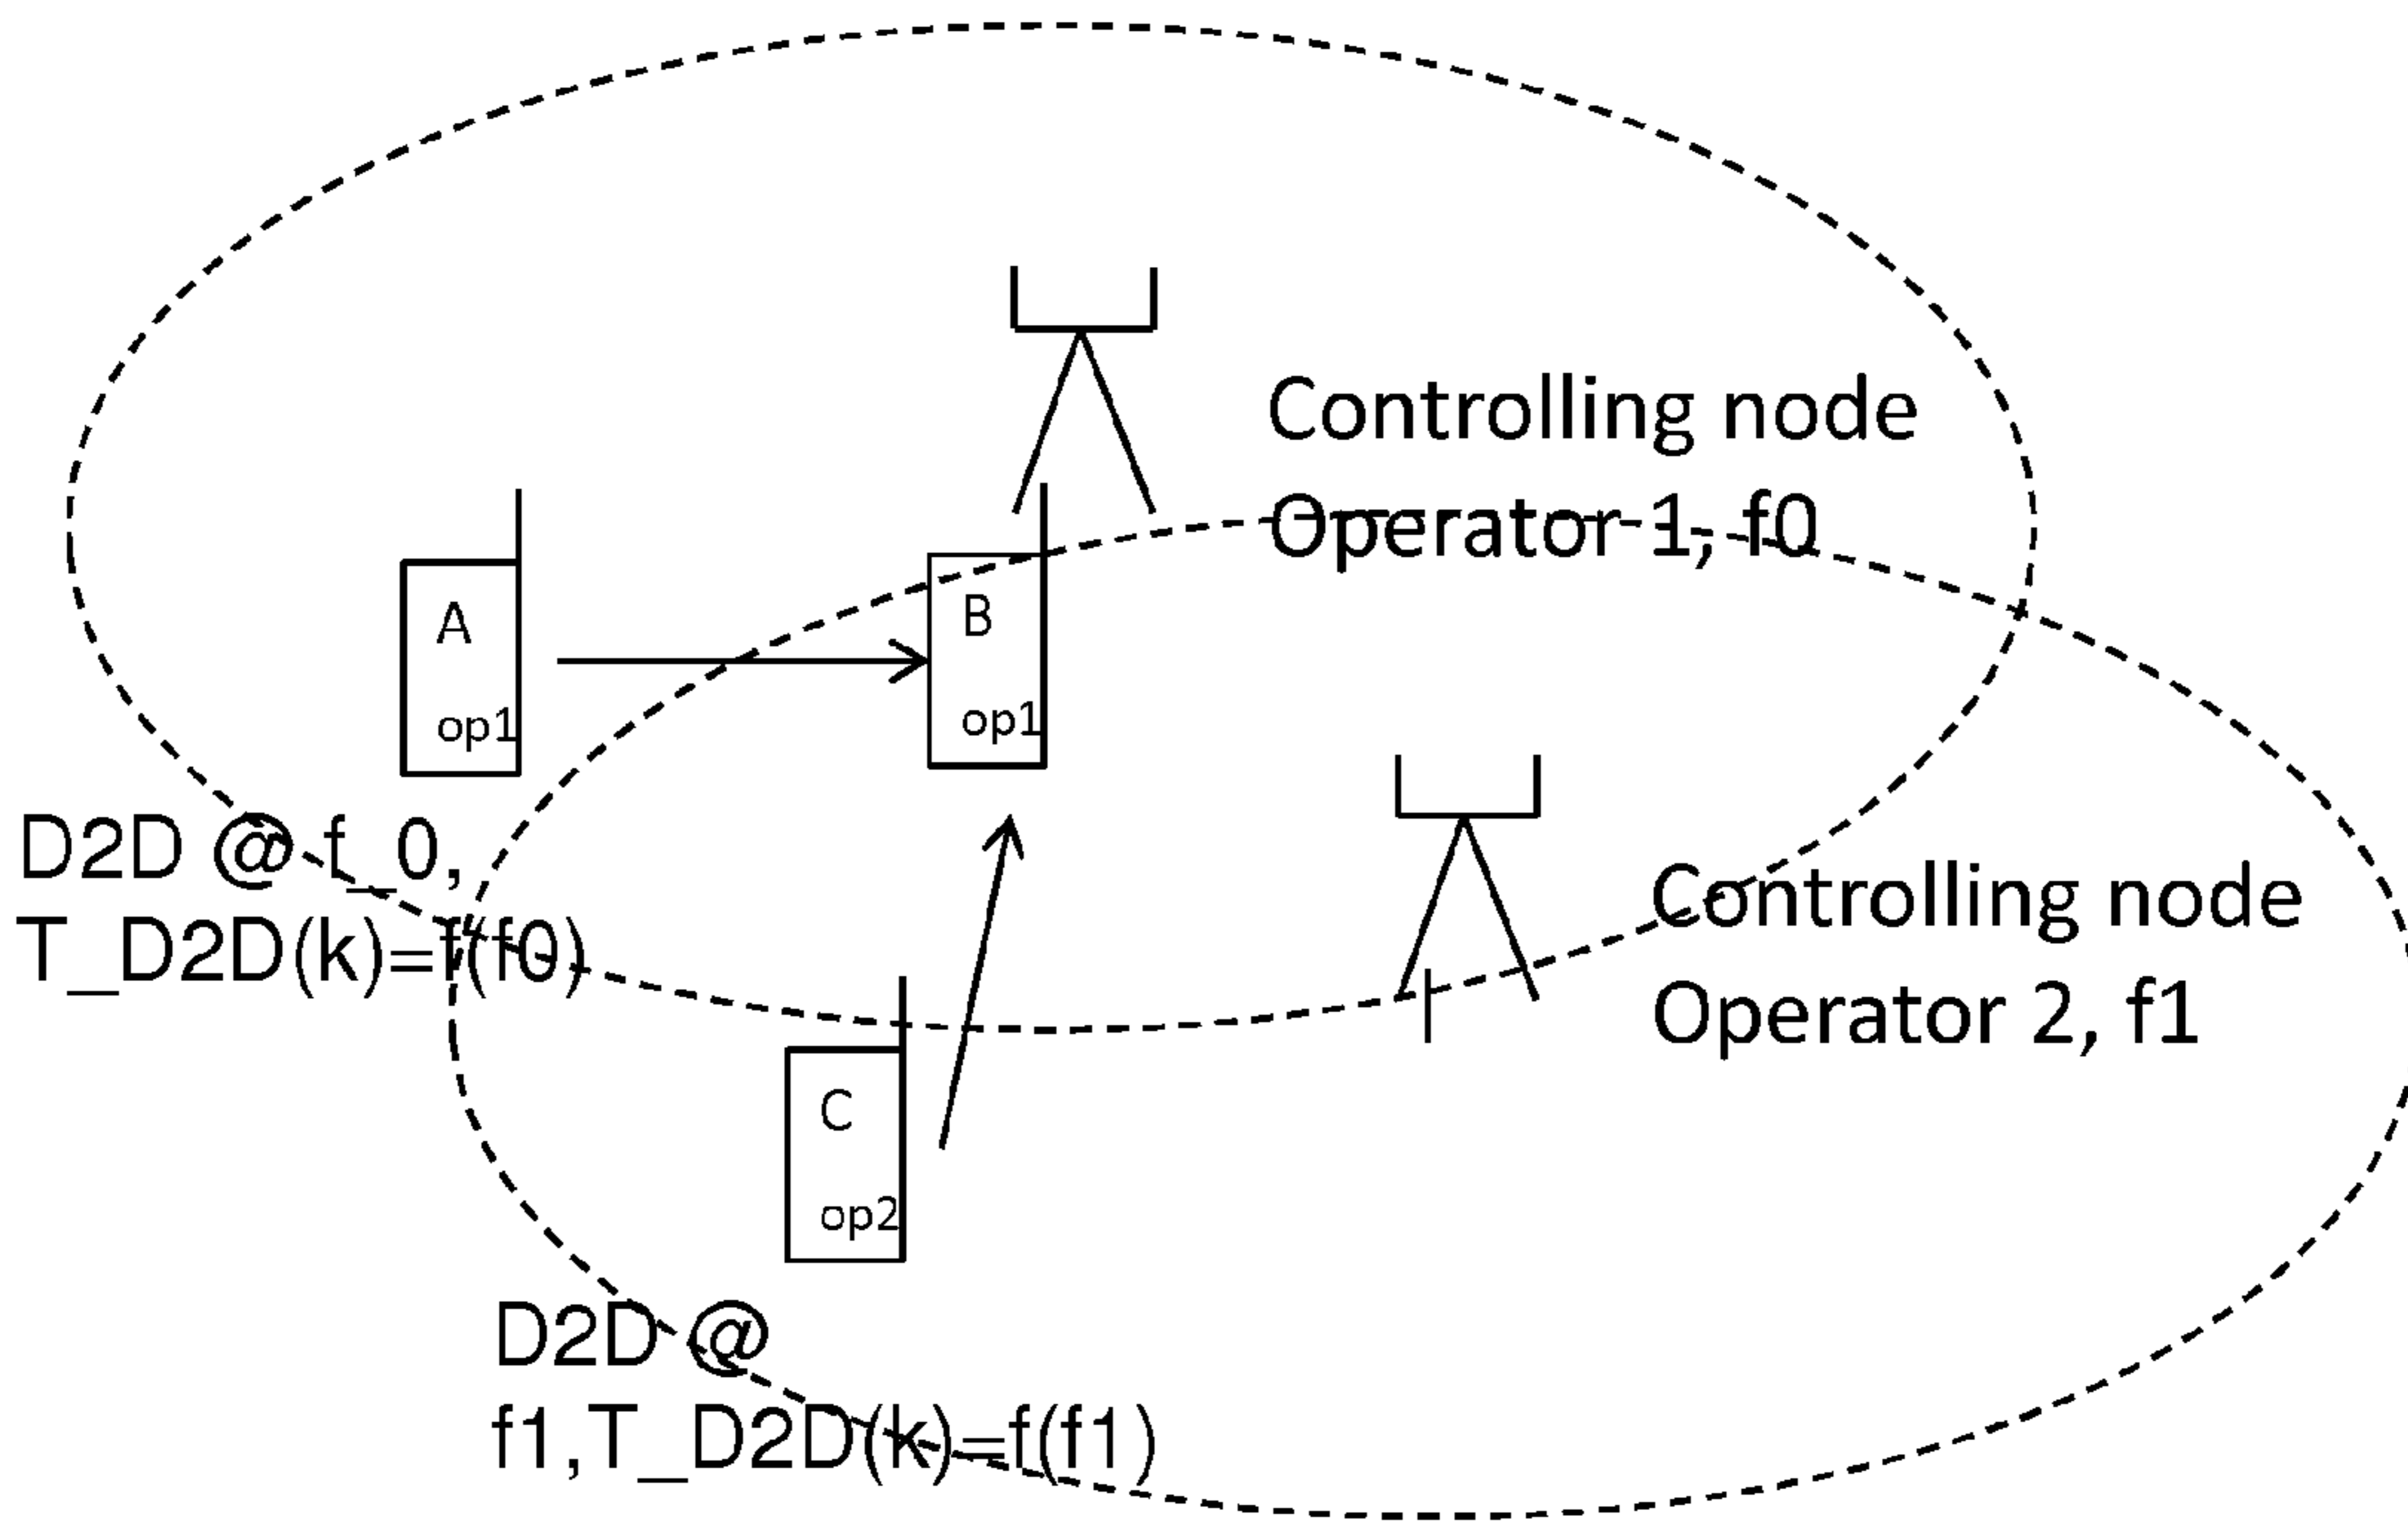 Controlling node
Operator 1, f0
A
op1
B
op1
D2D @ f_0,
T_D2D(k)=f(f0)
Controlling node
Operator 2, f1
C
op2
D2D @
f1,T_D2D(k)=f(f1)